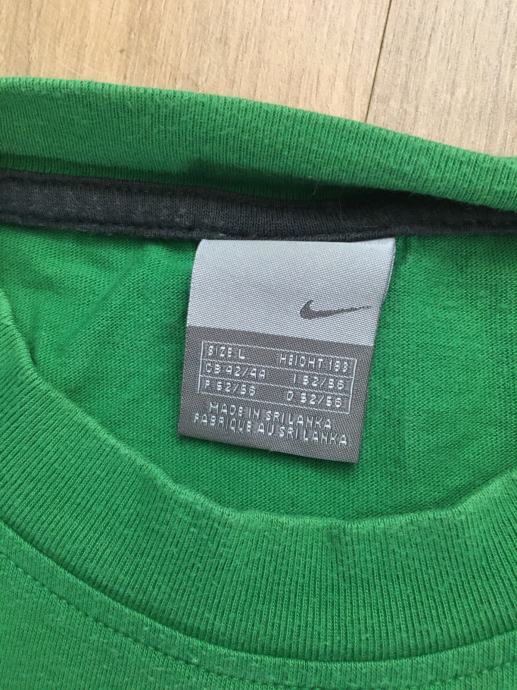 SIZE: L HEIGHT 183
GB 42/44 I 52/56
F 52/56 D 52/56
MADE IN SRI LANKA
FABRIQUE AU SRI LANKA